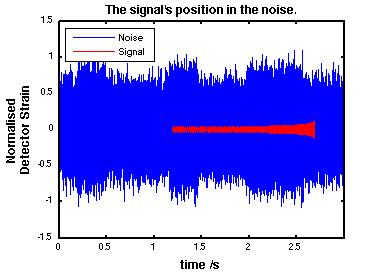 The signal's position in the noise.
1.5
Noise
Signal
1
0.5
0
-0.5
-1
-1.5
Normalised
Detector Strain
0 0.5 1 1.5 2 2.5
time /s